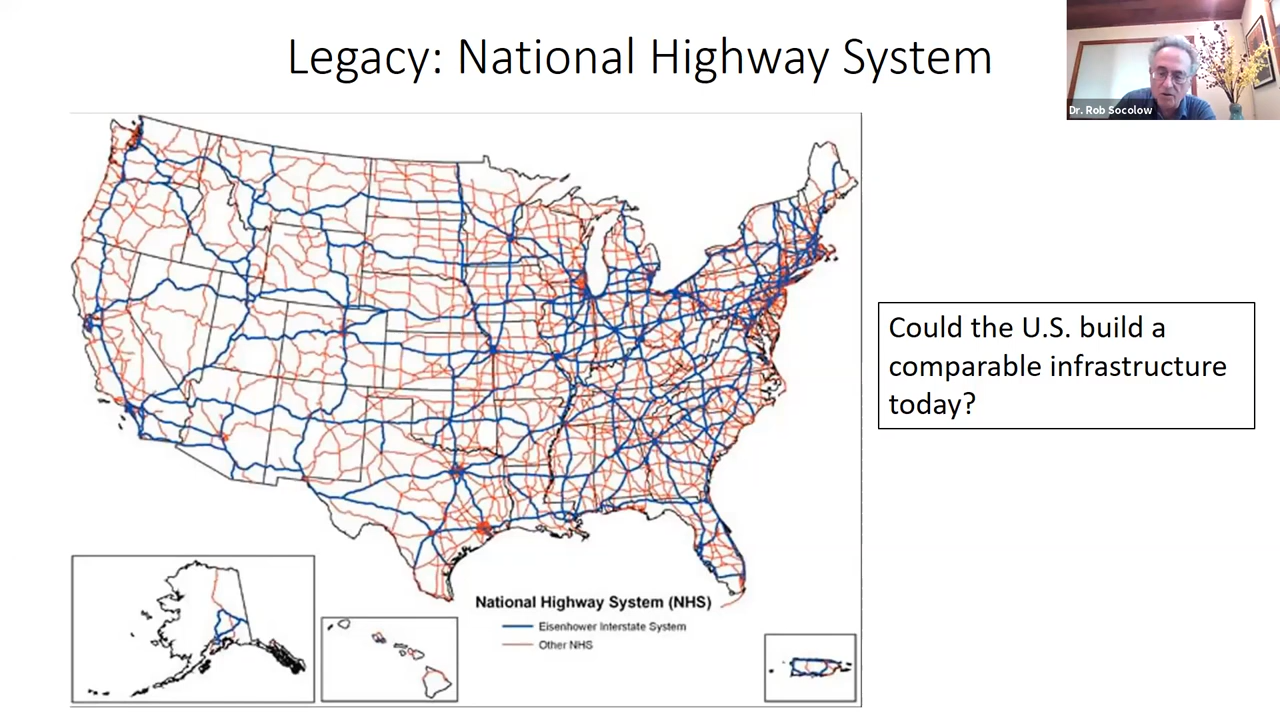 Legacy: National Highway System
Dr. Rob Socolow
Could the U.S. build a
comparable infrastructure
today?
National Highway System (NHS)
Eisenhower Interstate System
Other NHS